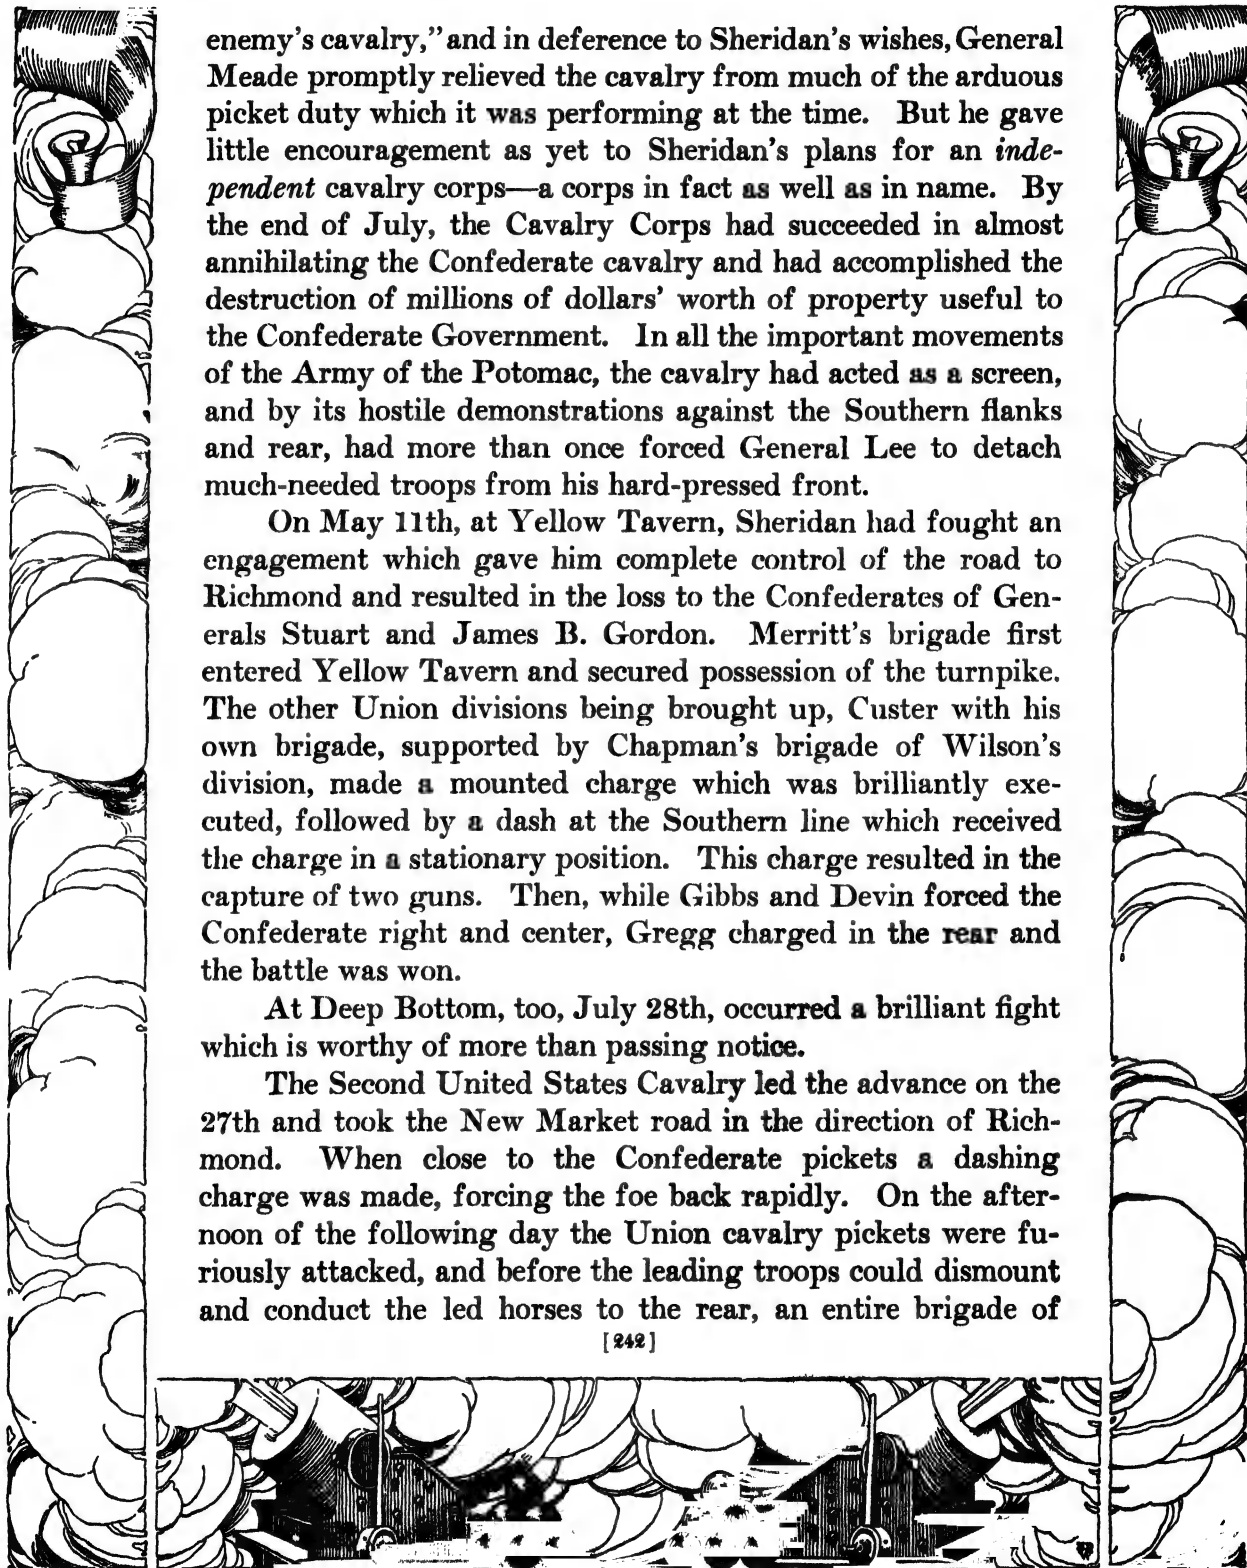 enemy's cavalry," and in deference to Sheridan's wishes, General
Meade promptly relieved the cavalry from much of the arduous
picket duty which it was performing at the time. But he gave
little encouragement as yet to Sheridan's plans for an inde-
pendent cavalry corps—a corps in fact as well as in name. By
the end of July, the Cavalry Corps had succeeded in almost
annihilating the Confederate cavalry and had accomplished the
destruction of millions of dollars' worth of property useful to
the Confederate Government. In all the important movements
of the Army of the Potomac, the cavalry had acted as a screen,
and by its hostile demonstrations against the Southern flanks
and rear, had more than once forced General Lee to detach
much-needed troops from his hard-pressed front.
On May 11th, at Yellow Tavern, Sheridan had fought an
engagement which gave him complete control of the road to
Richmond and resulted in the loss to the Confederates of Gen-
erals Stuart and James B. Gordon. Merritt's brigade first
entered Yellow Tavern and secured possession of the turnpike.
The other Union divisions being brought up, Custer with his
own brigade, supported by Chapman's brigade of Wilson's
division, made a mounted charge which was brilliantly exe-
cuted, followed by a dash at the Southern line which received
the charge in a stationary position. This charge resulted in the
capture of two guns. Then, while Gibbs and Devin forced the
Confederate right and center, Gregg charged in the rear and
the battle was won.
At Deep Bottom, too, July 28th, occurred a brilliant fight
which is worthy of more than passing notice.
The Second United States Cavalry led the advance on the
27th and took the New Market road in the direction of Rich-
mond. When close to the Confederate pickets a dashing
charge was made, forcing the foe back rapidly. On the after-
noon of the following day the Union cavalry pickets were fu-
riously attacked, and before the leading troops could dismount
and conduct the led horses to the rear, an entire brigade of
[242]